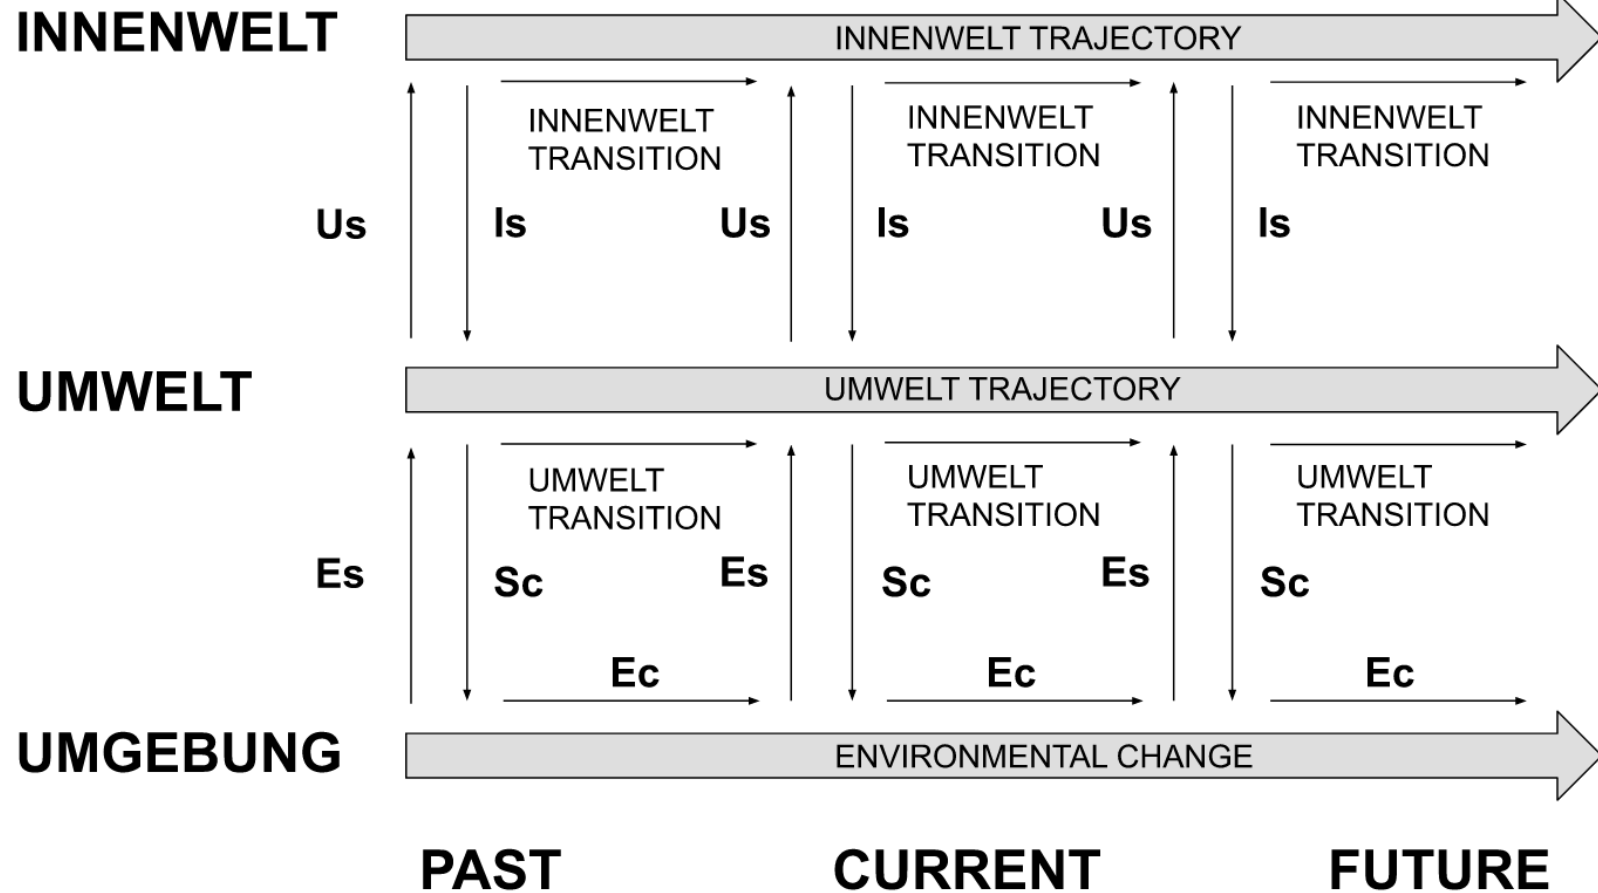 INNENWELT
INNENWELT TRAJECTORY
INNENWELT
TRANSITION
INNENWELT
TRANSITION
INNENWELT
TRANSITION
Us
Is
Us
Is
Us
Is
UMWELT
UMWELT TRAJECTORY
UMWELT
TRANSITION
UMWELT
TRANSITION
UMWELT
TRANSITION
Es
Sc
Es
Sc
Es
Sc
Ec
Ec
Ec
UMGEBUNG
ENVIRONMENTAL CHANGE
PAST
CURRENT
FUTURE